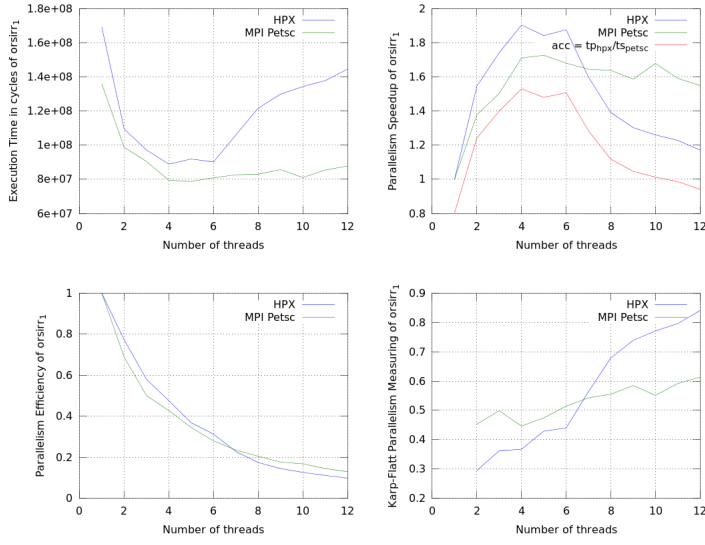 Execution Time in cycles of orsirr1
1.8e+08
1.6e+08
1.4e+08
1.2e+08
1e+08
8e+07
6e+07
HPX
MPI Petsc
0 2 4 6 8 10 12
Number of threads
Parallelism Speedup of orsirr1
2
1.8
1.6
1.4
1.2
1
0.8
HPX
MPI Petsc
acc = tphpx/tspetsc
0 2 4 6 8 10 12
Number of threads
Parallelism Efficiency of orsirr1
1
0.8
0.6
0.4
0.2
0
HPX
MPI Petsc
0 2 4 6 8 10 12
Number of threads
Karp-Flatt Parallelism Measuring of orsirr1
0.9
0.8
0.7
0.6
0.5
0.4
0.3
0.2
HPX
MPI Petsc
0 2 4 6 8 10 12
Number of threads